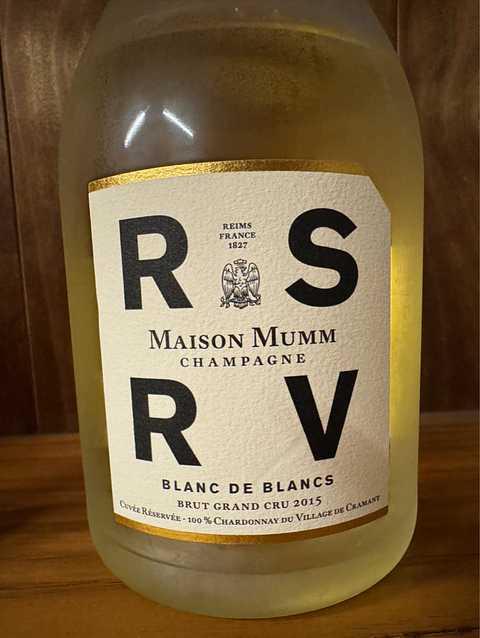 R S
REIMS
FRANCE
1827
MAISON MUMM
CHAMPAGNE
R V
BLANC DE BLANCS
BRUT GRAND CRU 2015
CUVÉE RÉSERVÉE - 100 % CHARDONNAY DU VILLAGE DE CRAMANT